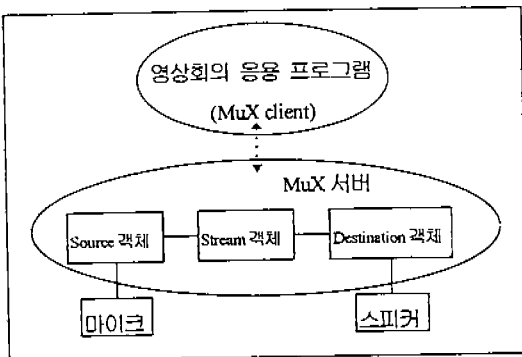 영상회의 응용 프로그램
(MuX client)
MuX 서버
Source 객체
Stream 객체
Destination 객체
마이크
스피커